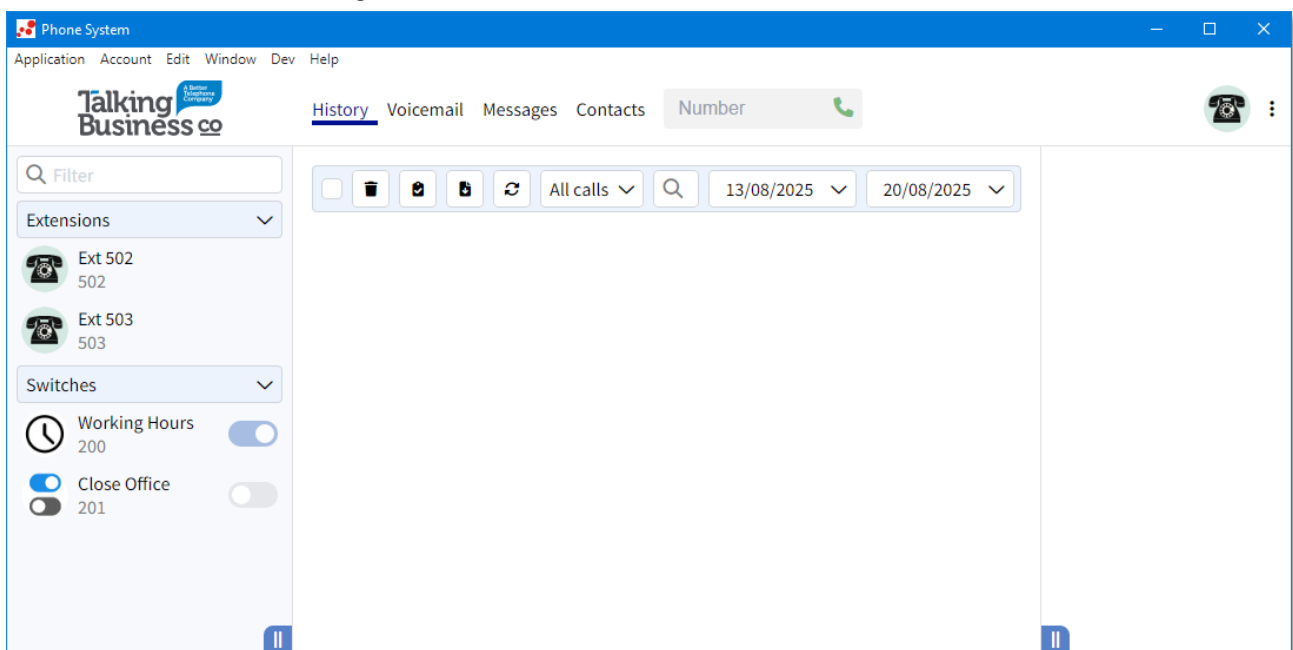 Phone System
Application Account Edit Window Dev Help
Talking
Business co
A Better
Telephone
Company
History Voicemail Messages Contacts Number
Filter
All calls 13/08/2025 20/08/2025
Extensions
Ext 502
502
Ext 503
503
Switches
Working Hours
200
Close Office
201